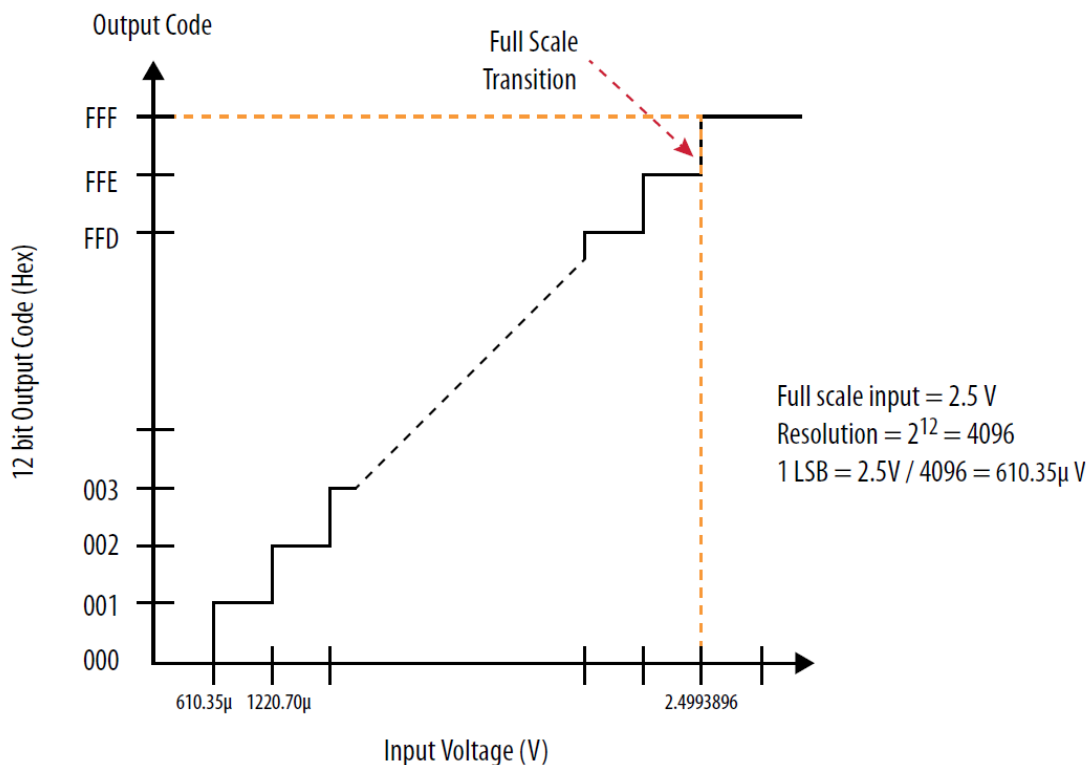 Output Code
Full Scale
Transition
FFF
FFE
FFD
12 bit Output Code (Hex)
Full scale input = 2.5 V
Resolution = 2¹² = 4096
1 LSB = 2.5V / 4096 = 610.35µ V
003
002
001
000
610.35µ 1220.70µ 2.4993896
Input Voltage (V)